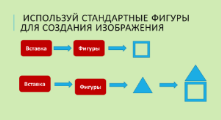 ИСПОЛЬЗУЙ СТАНДАРТНЫЕ ФИГУРЫ
ДЛЯ СОЗДАНИЯ ИЗОБРАЖЕНИЯ
Вставка Фигуры
Вставка Фигуры